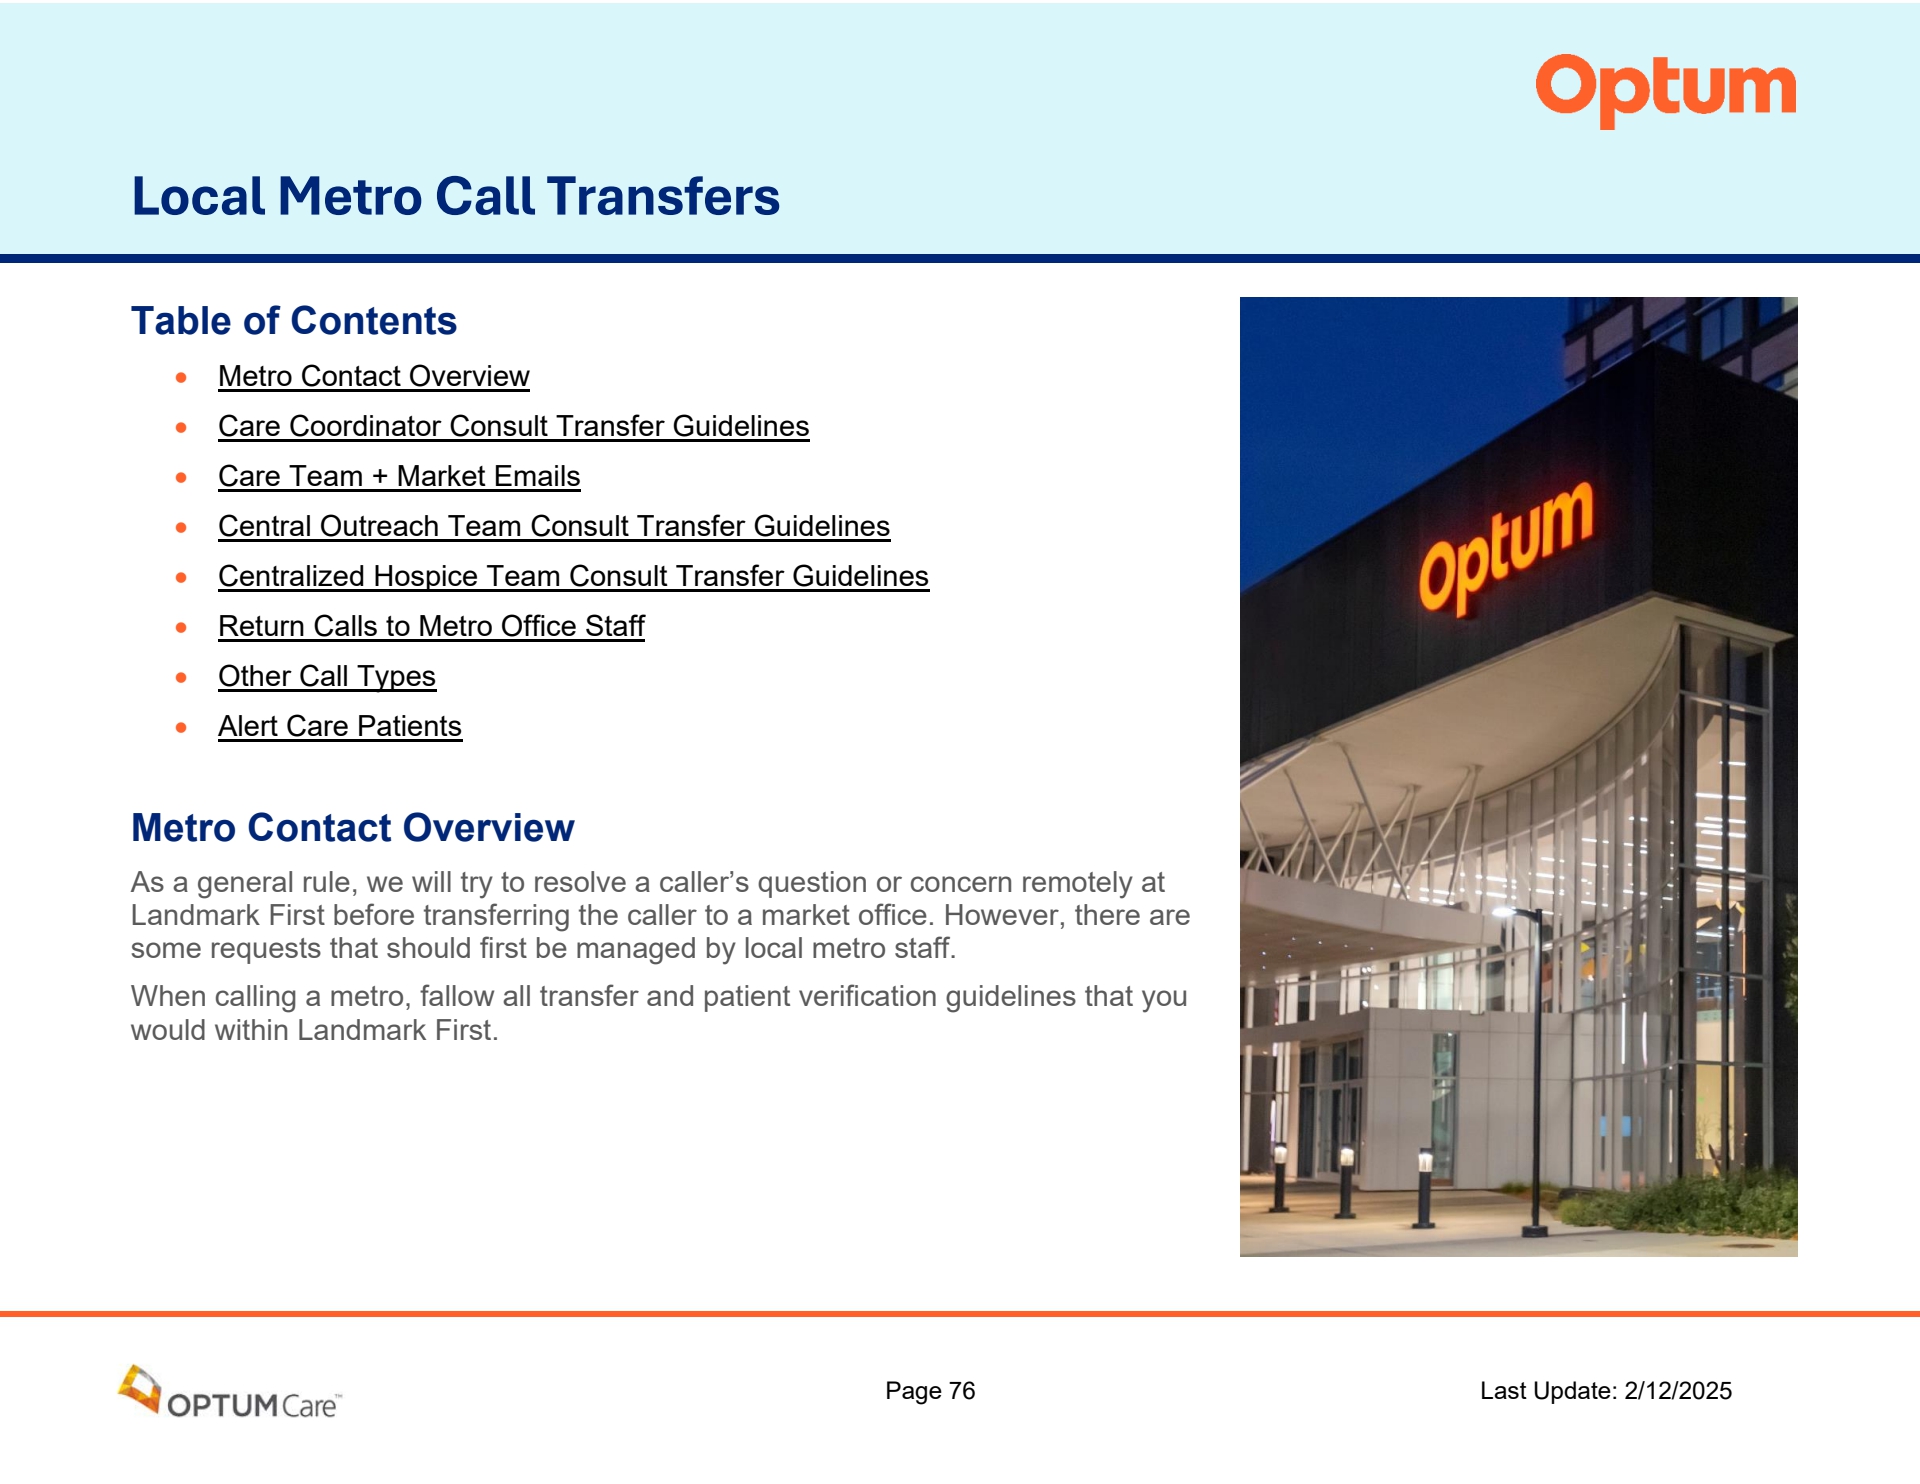 Optum
Local Metro Call Transfers
Table of Contents
• Metro Contact Overview
• Care Coordinator Consult Transfer Guidelines
• Care Team + Market Emails
• Central Outreach Team Consult Transfer Guidelines
• Centralized Hospice Team Consult Transfer Guidelines
• Return Calls to Metro Office Staff
• Other Call Types
• Alert Care Patients
Metro Contact Overview
As a general rule, we will try to resolve a caller’s question or concern remotely at
Landmark First before transferring the caller to a market office. However, there are
some requests that should first be managed by local metro staff.
When calling a metro, fallow all transfer and patient verification guidelines that you
would within Landmark First.
Optum
OPTUMCare™
Page 76
Last Update: 2/12/2025